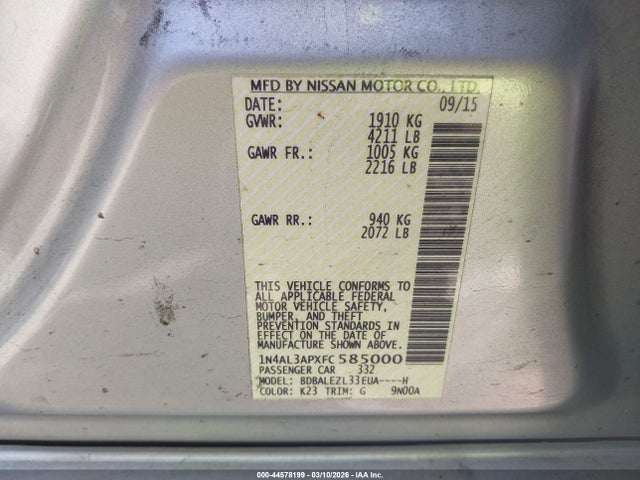 MFD BY NISSAN MOTOR CO., LTD.
DATE: 09/15
GVWR: 1910 KG
4211 LB
GAWR FR.: 1005 KG
2216 LB
GAWR RR.: 940 KG
2072 LB
THIS VEHICLE CONFORMS TO
ALL APPLICABLE FEDERAL
MOTOR VEHICLE SAFETY,
BUMPER, AND THEFT
PREVENTION STANDARDS IN
EFFECT ON THE DATE OF
MANUFACTURE SHOWN ABOVE.
1N4AL3APXFC585000
PASSENGER CAR 332
MODEL: BDBALEZL33EUA----H
COLOR: K23 TRIM: G 9N00A
000-44578199 - 03/10/2026 - IAA Inc.